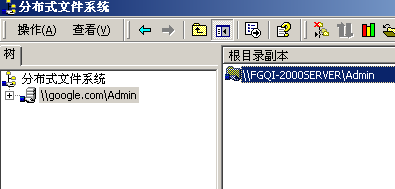 分布式文件系统
操作(A) 查看(V)
树
分布式文件系统
\\google.com\Admin
根目录副本
\\FGQI-2000SERVER\Admin